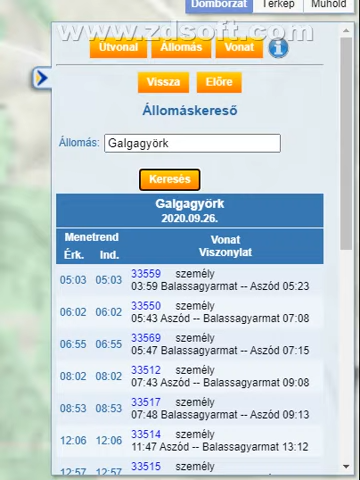 Domborzat Térkép Műhold
www.zdsoft.com
Útvonal Állomás Vonat
Vissza Előre
Állomáskereső
Állomás: Galgagyörk
Keresés
Galgagyörk
2020.09.26.
Menetrend Vonat
Érk. Ind. Viszonylat
05:03 05:03 33559 személy
03:59 Balassagyarmat -- Aszód 05:23
06:02 06:02 33550 személy
05:43 Aszód -- Balassagyarmat 07:08
06:55 06:55 33569 személy
05:47 Balassagyarmat -- Aszód 07:15
08:02 08:02 33512 személy
07:43 Aszód -- Balassagyarmat 09:08
08:53 08:53 33517 személy
07:48 Balassagyarmat -- Aszód 09:13
12:06 12:06 33514 személy
11:47 Aszód -- Balassagyarmat 13:12
12:57 12:57 33515 személy